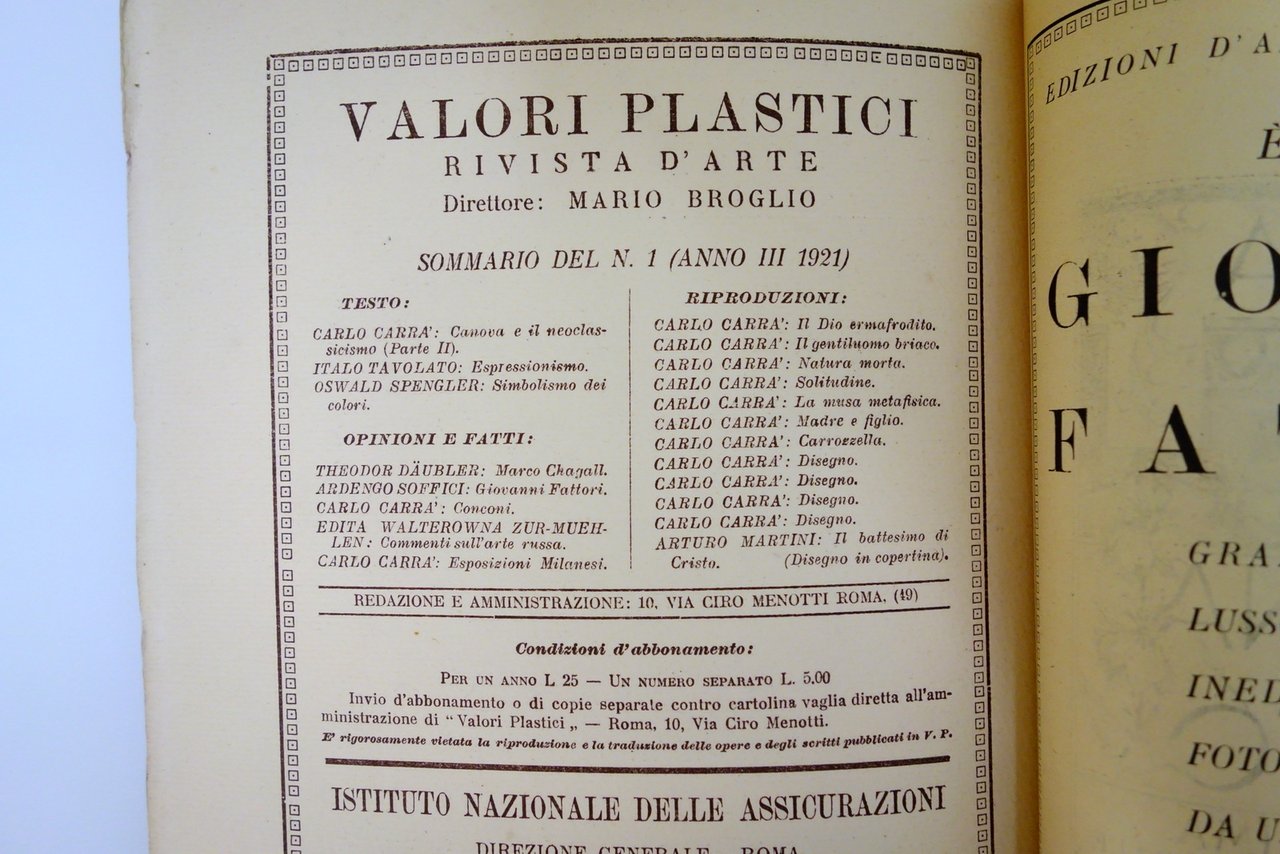 VALORI PLASTICI
RIVISTA D'ARTE
Direttore: MARIO BROGLIO
SOMMARIO DEL N. 1 (ANNO III 1921)
TESTO:
CARLO CARRA': Canova e il neoclas-
sicismo (Parte II).
ITALO TAVOLATO: Espressionismo.
OSWALD SPENGLER: Simbolismo dei
colori.
OPINIONI E FATTI:
THEODOR DÄUBLER: Marco Chagall.
ARDENGO SOFFICI: Giovanni Fattori.
CARLO CARRA': Conconi.
EDITA WALTEROWNA ZUR-MUEH-
LEN: Commenti sull'arte russa.
CARLO CARRA': Esposizioni Milanesi.
RIPRODUZIONI:
CARLO CARRA': Il Dio ermafrodito.
CARLO CARRA': Il gentiluomo briaco.
CARLO CARRA': Natura morta.
CARLO CARRA': Solitudine.
CARLO CARRA': La musa metafisica.
CARLO CARRA': Madre e figlio.
CARLO CARRA': Carrozzella.
CARLO CARRA': Disegno.
CARLO CARRA': Disegno.
CARLO CARRA': Disegno.
CARLO CARRA': Disegno.
ARTURO MARTINI: Il battesimo di
Cristo. (Disegno in copertina).
REDAZIONE E AMMINISTRAZIONE: 10, VIA CIRO MENOTTI ROMA, (49)
Condizioni d'abbonamento:
PER UN ANNO L 25 — UN NUMERO SEPARATO L. 5.00
Invio d'abbonamento o di copie separate contro cartolina vaglia diretta all'am-
ministrazione di "Valori Plastici„ — Roma, 10, Via Ciro Menotti.
E' rigorosamente vietata la riproduzione e la traduzione delle opere e degli scritti pubblicati in V. P.
ISTITUTO NAZIONALE DELLE ASSICURAZIONI
DIREZIONE GENERALE - ROMA
EDIZIONI D'A
È
GIO
FA
GRA
LUSS
INED
FOTO
DA U